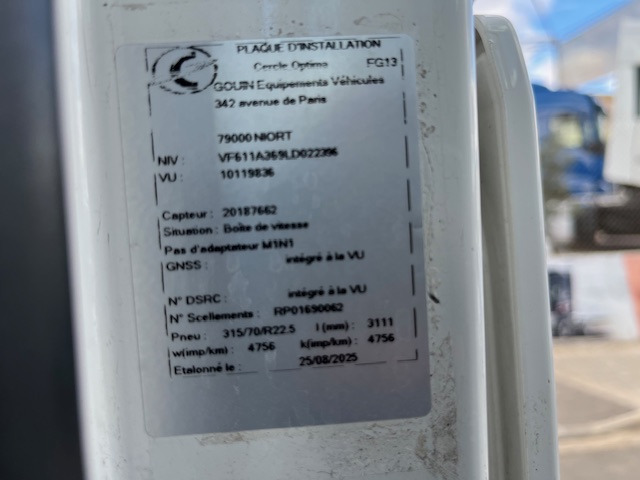 PLAQUE D'INSTALLATION
Cercle Optima FG13
GOUIN Equipements Véhicules
342 avenue de Paris
79000 NIORT
NIV : VF611A369LD022396
VU : 10119836
Capteur : 20187662
Situation : Boite de vitesse
Pas d'adaptateur M1N1
GNSS : intégré à la VU
N° DSRC : intégré à la VU
N° Scellements : RP01690062
Pneu : 315/70/R22.5 l (mm) : 3111
w(imp/km) : 4756 k(imp/km) : 4756
Etalonné le : 25/08/2025